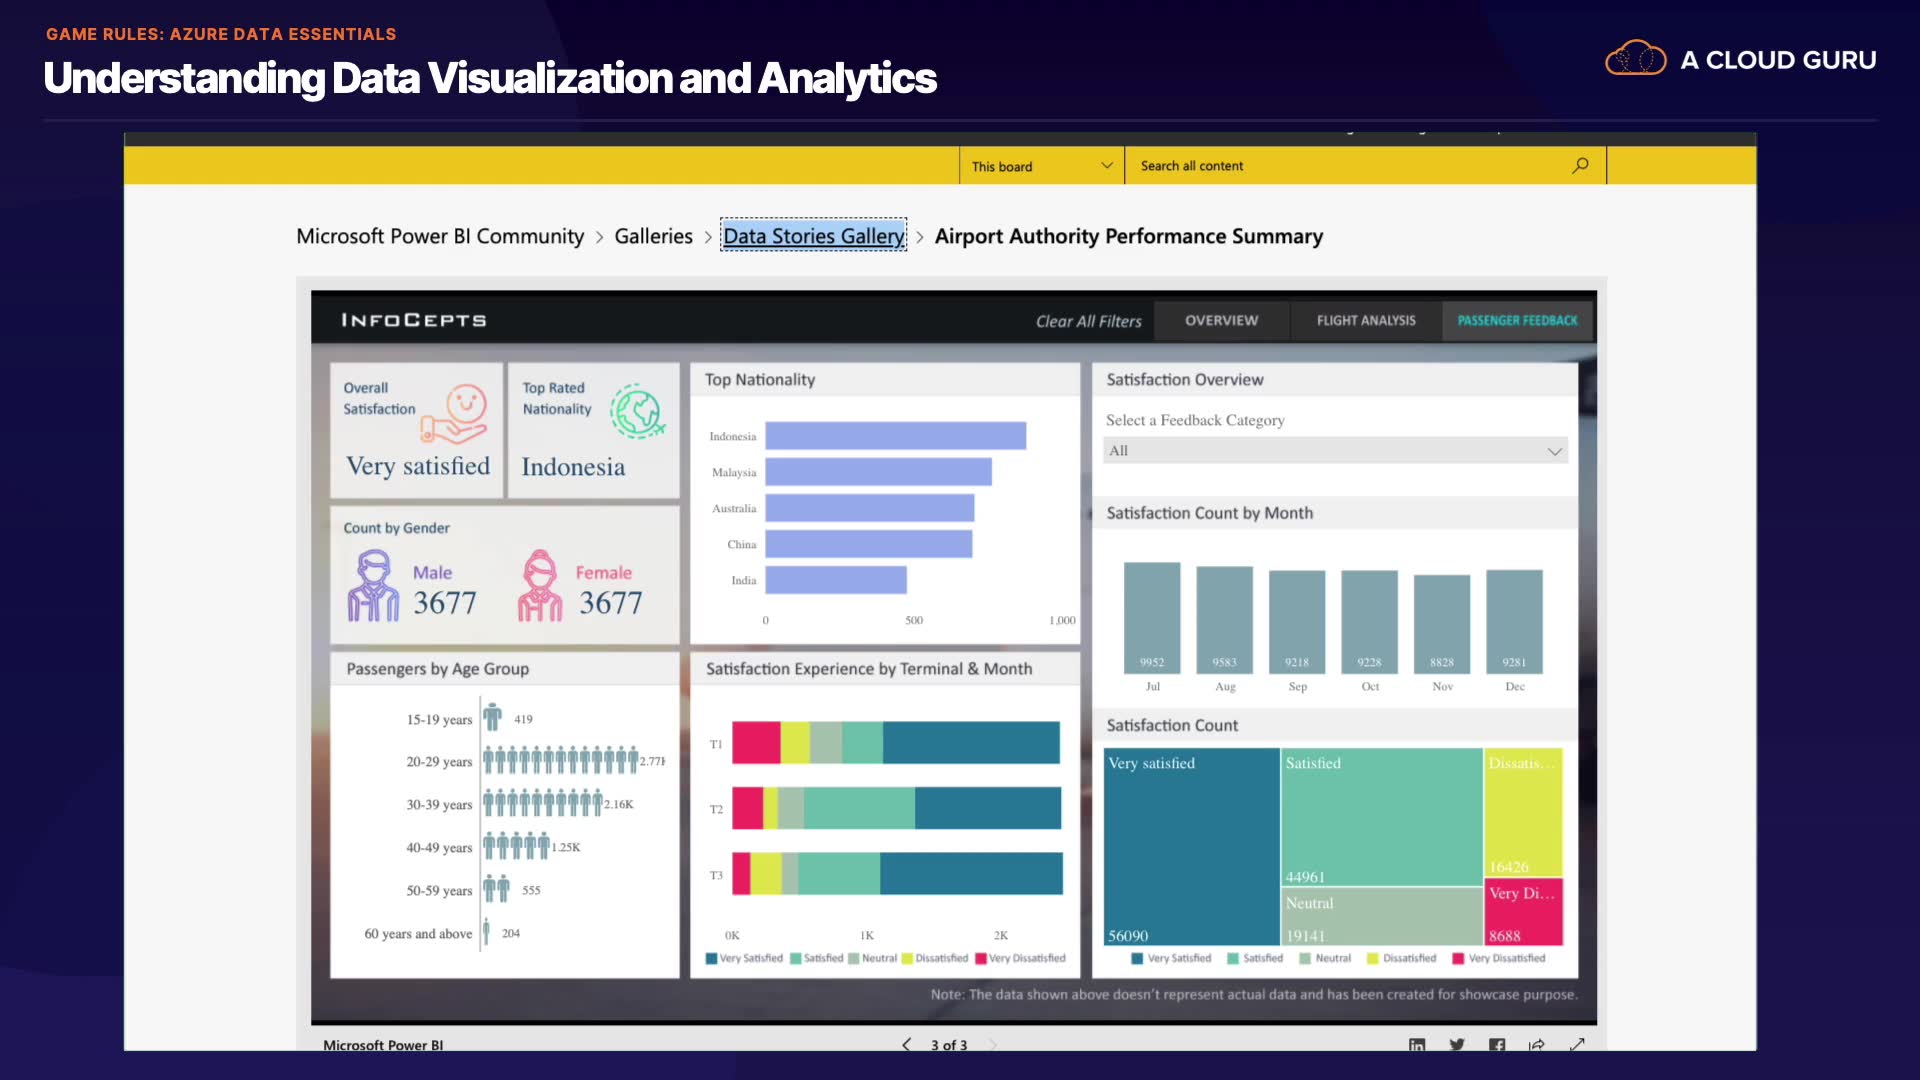 GAME RULES: AZURE DATA ESSENTIALS
Understanding Data Visualization and Analytics
A CLOUD GURU
This board
Search all content
Microsoft Power BI Community > Galleries > Data Stories Gallery > Airport Authority Performance Summary
INFOCEPTS
Clear All Filters
OVERVIEW
FLIGHT ANALYSIS
PASSENGER FEEDBACK
Overall
Satisfaction
Very satisfied
Top Rated
Nationality
Indonesia
Count by Gender
Male
3677
Female
3677
Passengers by Age Group
15-19 years 419
20-29 years
30-39 years 2.16K
40-49 years 1.25K
50-59 years 555
60 years and above 204
Top Nationality
Indonesia
Malaysia
Australia
China
India
0 500 1,000
Satisfaction Experience by Terminal & Month
T1
T2
T3
0K 1K 2K
Very Satisfied Satisfied Neutral Dissatisfied Very Dissatisfied
Satisfaction Overview
Select a Feedback Category
All
Satisfaction Count by Month
9952 9583 9218 9228 8828 9281
Jul Aug Sep Oct Nov Dec
Satisfaction Count
Very satisfied
56090
Satisfied
44961
Neutral
19141
Dissatis...
16426
Very Di...
8688
Very Satisfied Satisfied Neutral Dissatisfied Very Dissatisfied
Note: The data shown above doesn't represent actual data and has been created for showcase purpose.
Microsoft Power BI
3 of 3